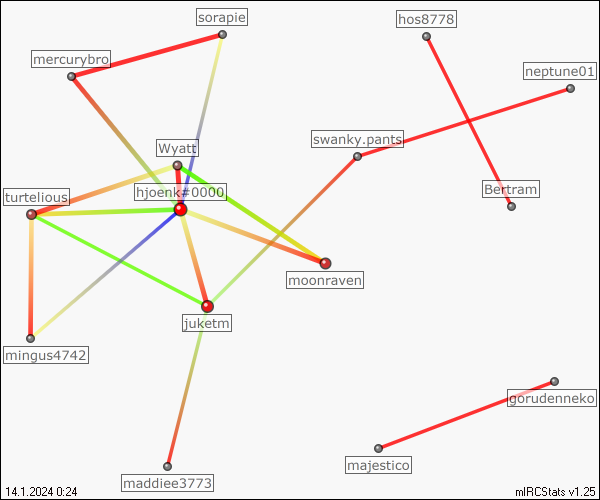 sorapie
hos8778
mercurybro
neptune01
swanky.pants
Wyatt
hjoenk#0000
Bertram
turtelious
moonraven
juketm
mingus4742
gorudenneko
majestico
maddiee3773
14.1.2024 0:24
mIRCStats v1.25